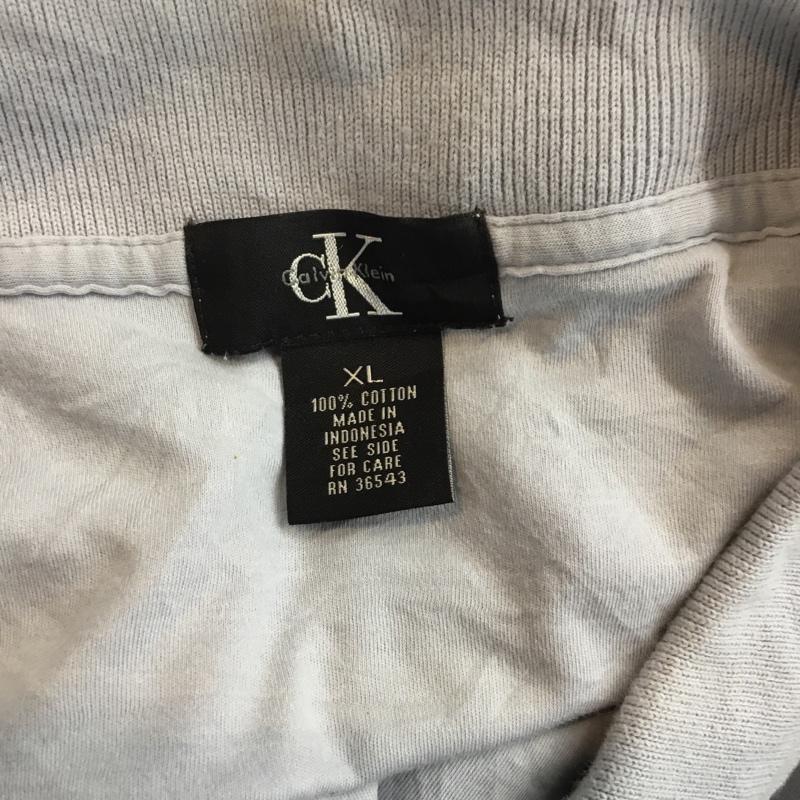 cK
Calvin Klein
XL
100% COTTON
MADE IN
INDONESIA
SEE SIDE
FOR CARE
RN 36543